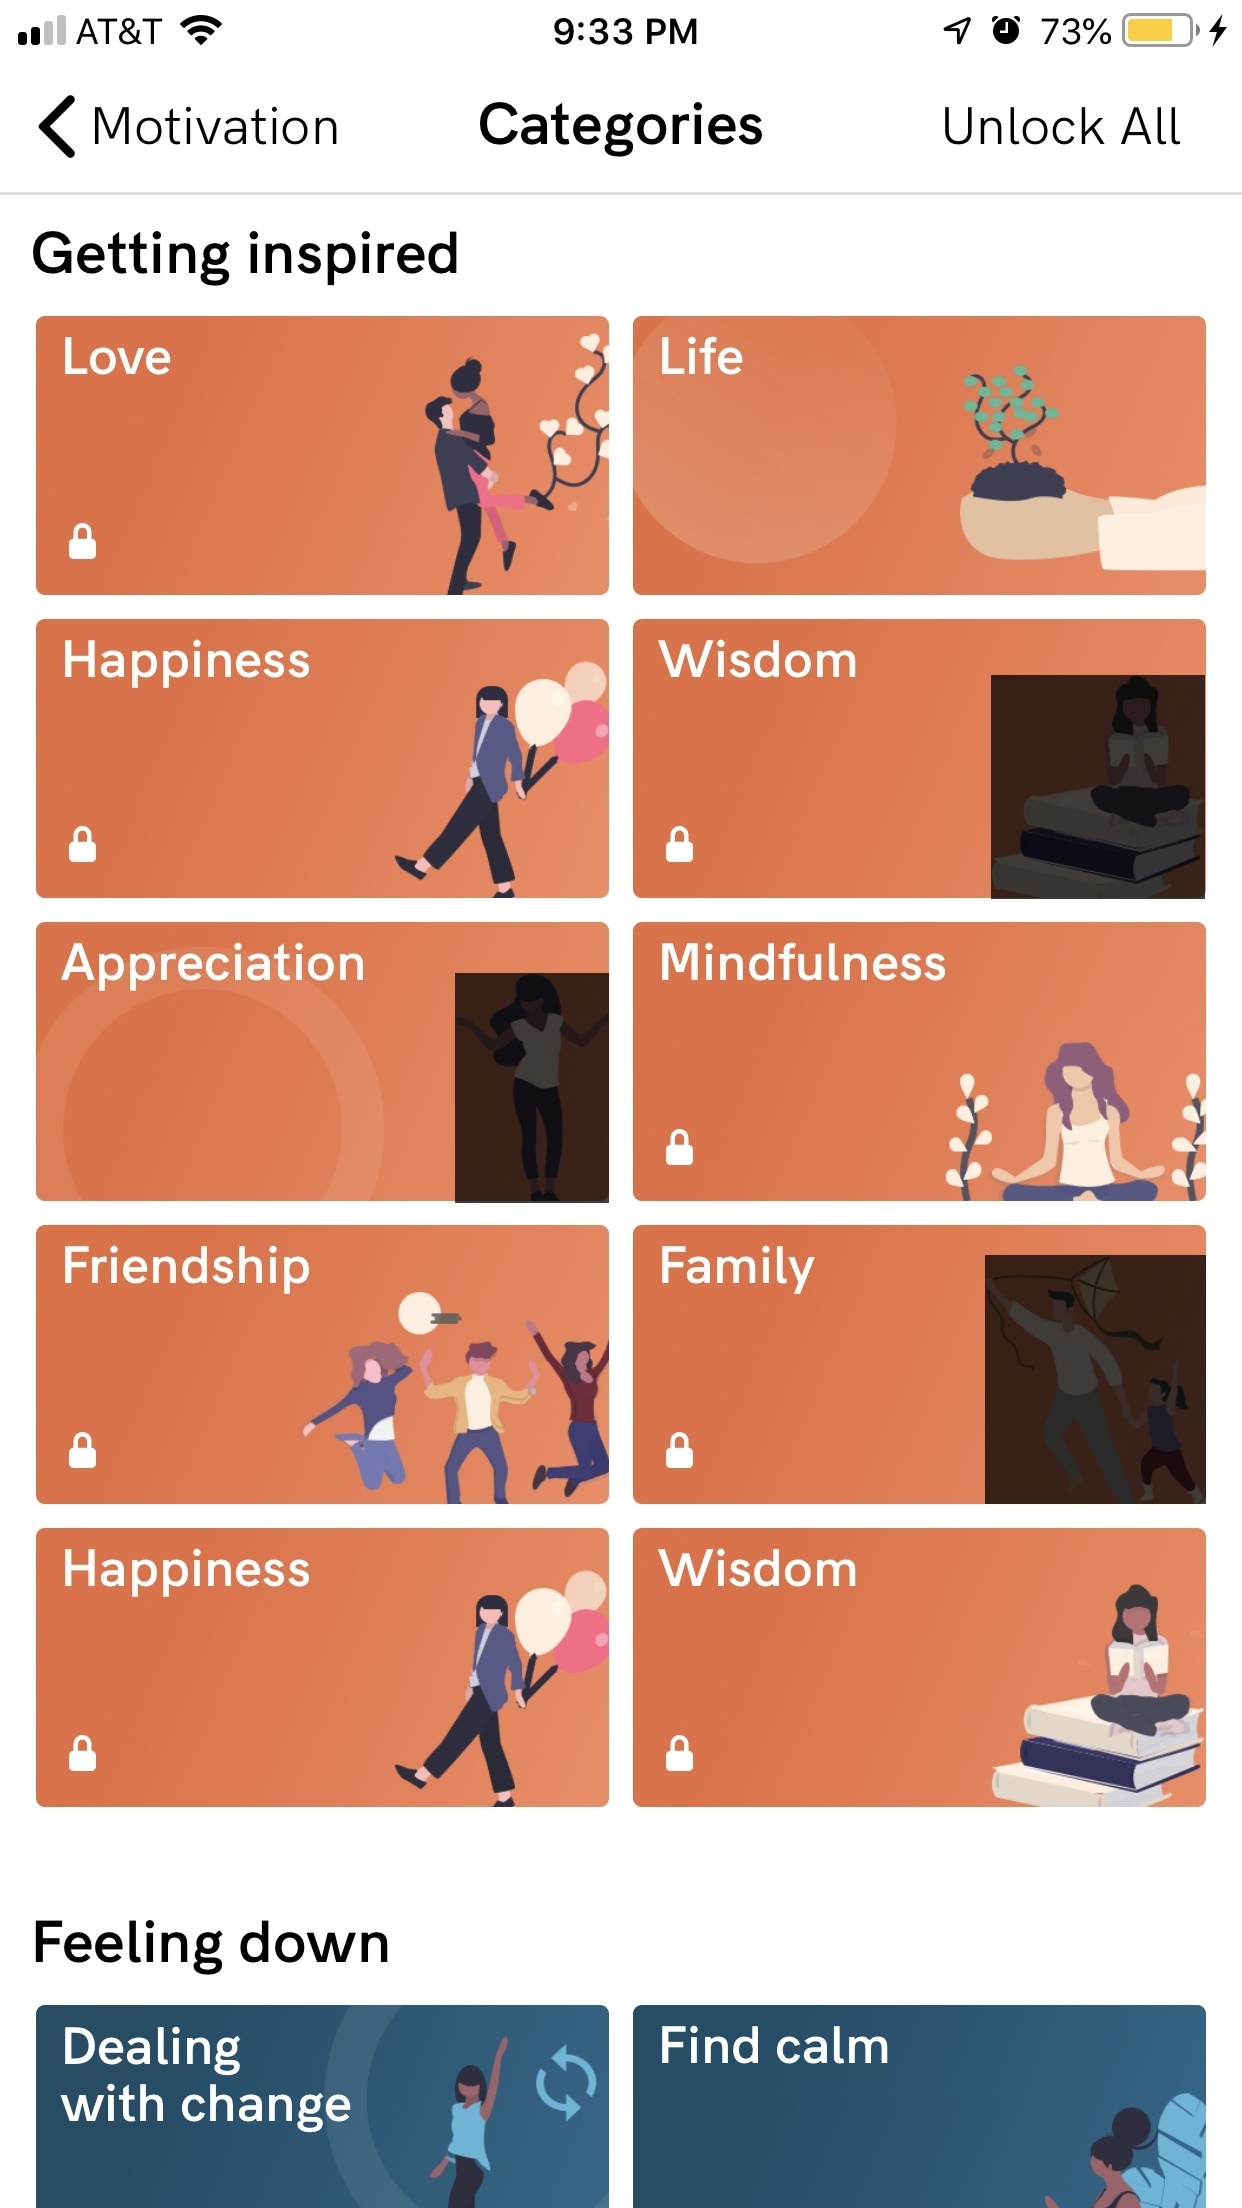 AT&T 9:33 PM 73%
Motivation Categories Unlock All
Getting inspired
Love
Life
Happiness
Wisdom
Appreciation
Mindfulness
Friendship
Family
Happiness
Wisdom
Feeling down
Dealing
with change
Find calm